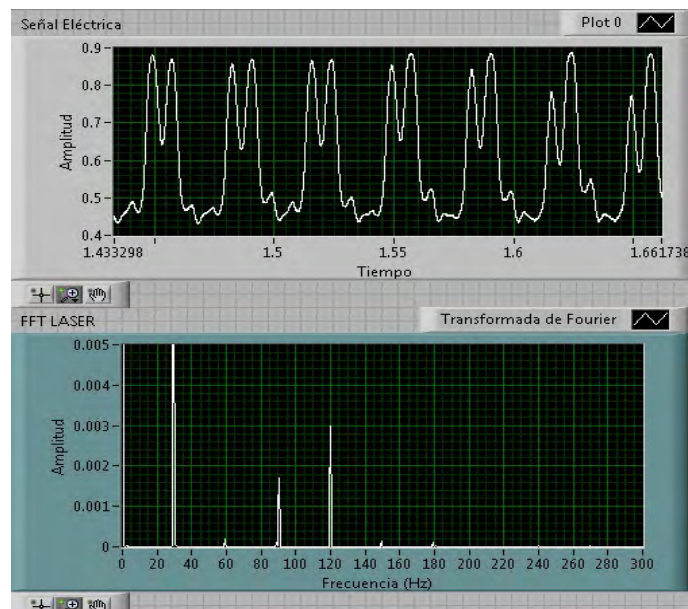 Señal Eléctrica
Plot 0
0.9
0.8
0.7
0.6
0.5
0.4
Amplitud
1.433298
1.5
1.55
1.6
1.661738
Tiempo
FFT LASER
Transformada de Fourier
0.005
0.004
0.003
0.002
0.001
0
Amplitud
0 20 40 60 80 100 120 140 160 180 200 220 240 260 280 300
Frecuencia (Hz)